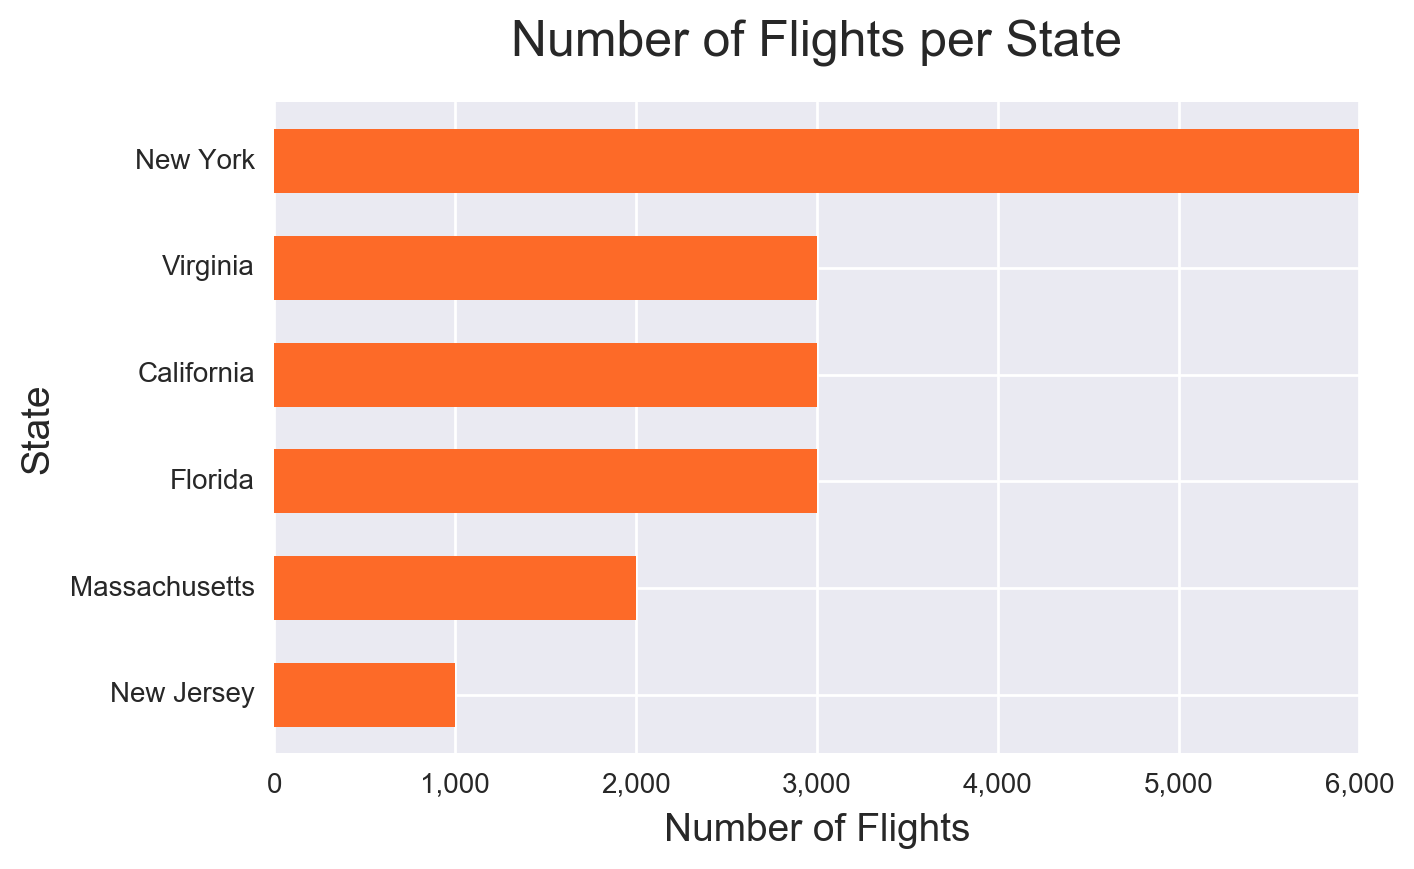 Number of Flights per State
New York
Virginia
California
Florida
Massachusetts
New Jersey
State
0 1,000 2,000 3,000 4,000 5,000 6,000
Number of Flights